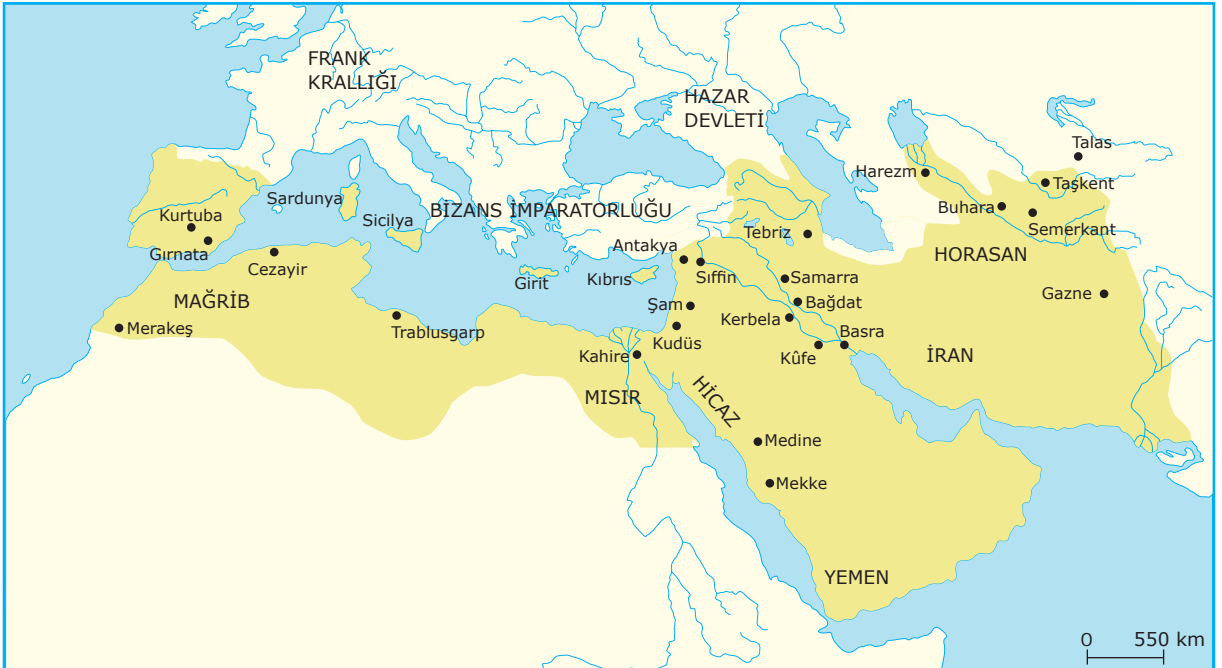 FRANK
KRALLIĞI
HAZAR
DEVLETİ
Talas
Harezm
Taşkent
Sardunya
Buhara
Kurtuba
Sicilya
BİZANS İMPARATORLUĞU
Semerkant
Tebriz
Gırnata
Antakya
HORASAN
Cezayir
Girit
Kıbrıs
Sıffin
Samarra
Gazne
MAĞRİB
Şam
Bağdat
Kerbela
Merakeş
Trablusgarp
Basra
Kudüs
Kahire
Kûfe
İRAN
MISIR
HİCAZ
Medine
Mekke
YEMEN
0 550 km